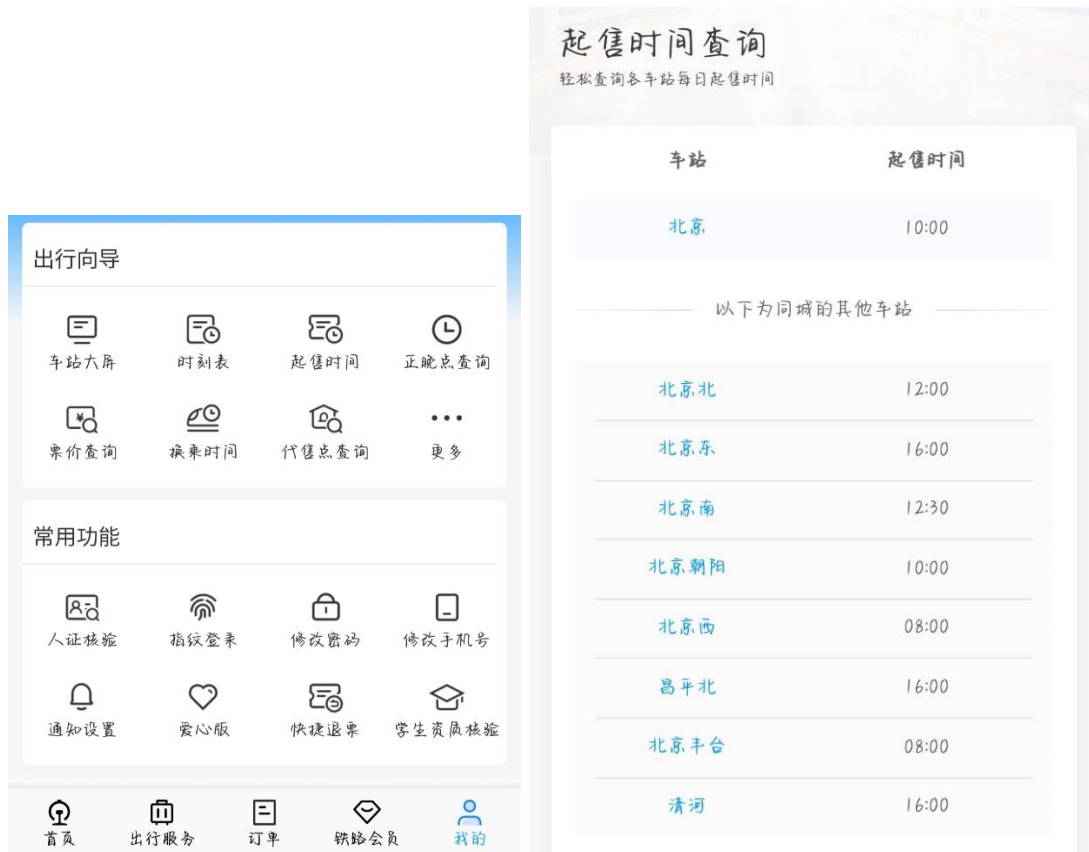 出行向导
车站大屏 时刻表 起售时间 正晚点查询
票价查询 换乘时间 代售点查询 更多
常用功能
人证核验 指纹登录 修改密码 修改手机号
通知设置 爱心版 快捷退票 学生资质核验
首页 出行服务 订单 铁路会员 我的
起售时间查询
轻松查询各车站每日起售时间
车站 起售时间
北京 10:00
以下为同城的其他车站
北京北 12:00
北京东 16:00
北京南 12:30
北京朝阳 10:00
北京西 08:00
昌平北 16:00
北京丰台 08:00
清河 16:00